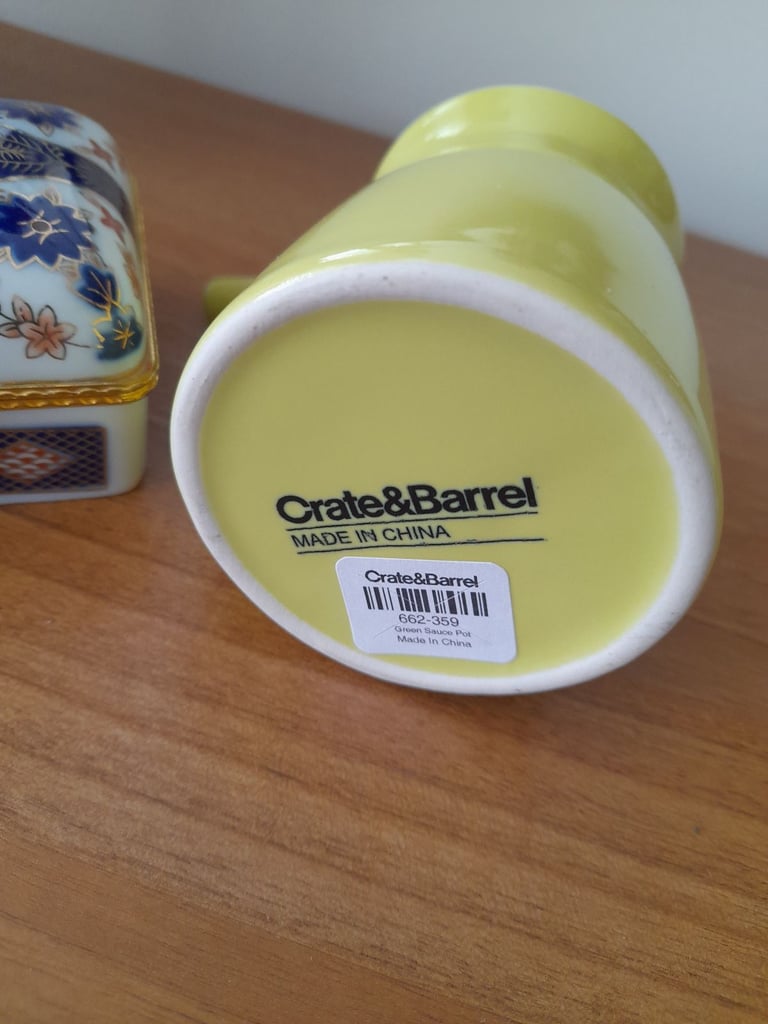 Crate&Barrel
MADE IN CHINA
Crate&Barrel
662-359
Green Sauce Pot
Made In China